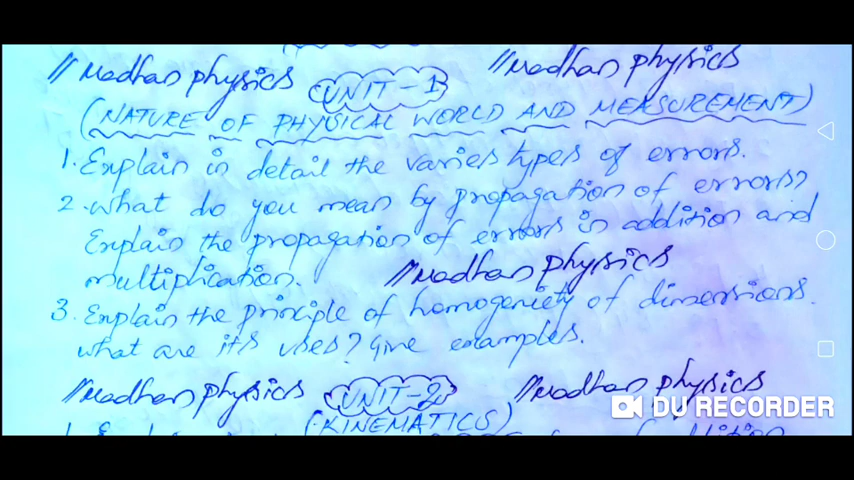 // Madhan physics UNIT-1 // Madhan physics
(NATURE OF PHYSICAL WORLD AND MEASUREMENT)
1. Explain in detail the varies types of errors.
2. What do you mean by propagation of errors?
Explain the propagation of errors in addition and
multiplication. // Madhan physics
3. Explain the principle of homogeniety of dimensions.
what are its uses? Give examples.
// Madhan physics UNIT-2 // Madhan physics
DU RECORDER
(KINEMATICS)